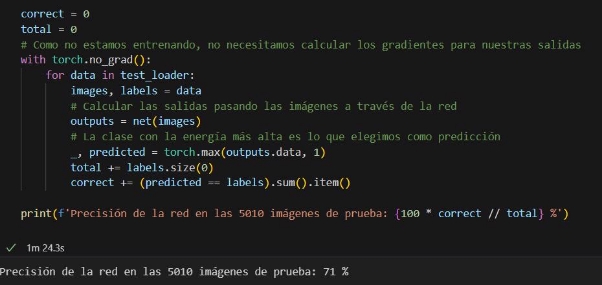 correct = 0
total = 0
# Como no estamos entrenando, no necesitamos calcular los gradientes para nuestras salidas
with torch.no_grad():
    for data in test_loader:
        images, labels = data
        # Calcular las salidas pasando las imágenes a través de la red
        outputs = net(images)
        # La clase con la energía más alta es lo que elegimos como predicción
        _, predicted = torch.max(outputs.data, 1)
        total += labels.size(0)
        correct += (predicted == labels).sum().item()
print(f'Precisión de la red en las 5010 imágenes de prueba: {100 * correct // total} %')
✓ 1m 24.3s
Precisión de la red en las 5010 imágenes de prueba: 71 %